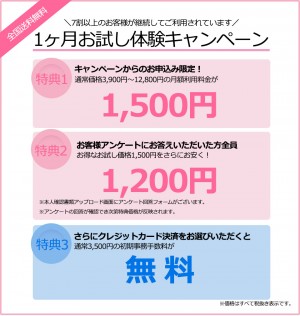 全国送料無料
＼7割以上のお客様が継続してご利用されています／
1ヶ月お試し体験キャンペーン
特典1
キャンペーンからのお申込み限定！
通常価格3,900円～12,800円の月額利用料金が
1,500円
特典2
お客様アンケートにお答えいただいた方全員
お得なお試し価格1,500円をさらにお安く！
1,200円
※本人確認書類アップロード画面にアンケート回答フォームがございます。
※アンケートの回答が確認でき次第特典価格が反映されます。
特典3
さらにクレジットカード決済をお選びいただくと
通常3,500円の初期事務手数料が
無料
※価格はすべて税抜き表示です。